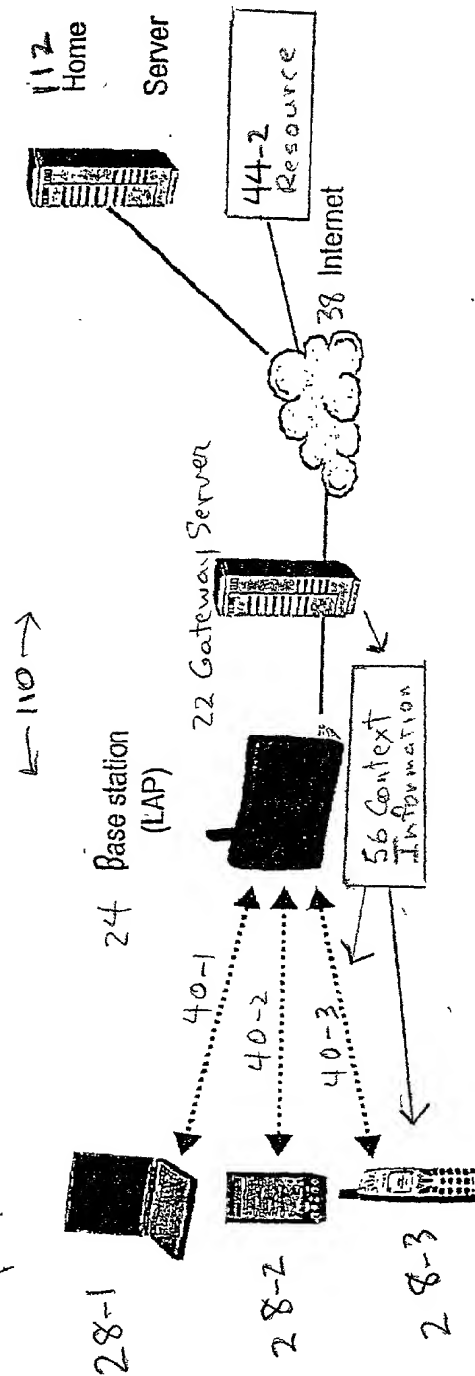 ← 110 →
112
Home
Server
44-2
Resource
38 Internet
22 Gateway Server
24 Base station
(LAP)
56 Context
Information
40-1
40-2
40-3
28-1
28-2
28-3